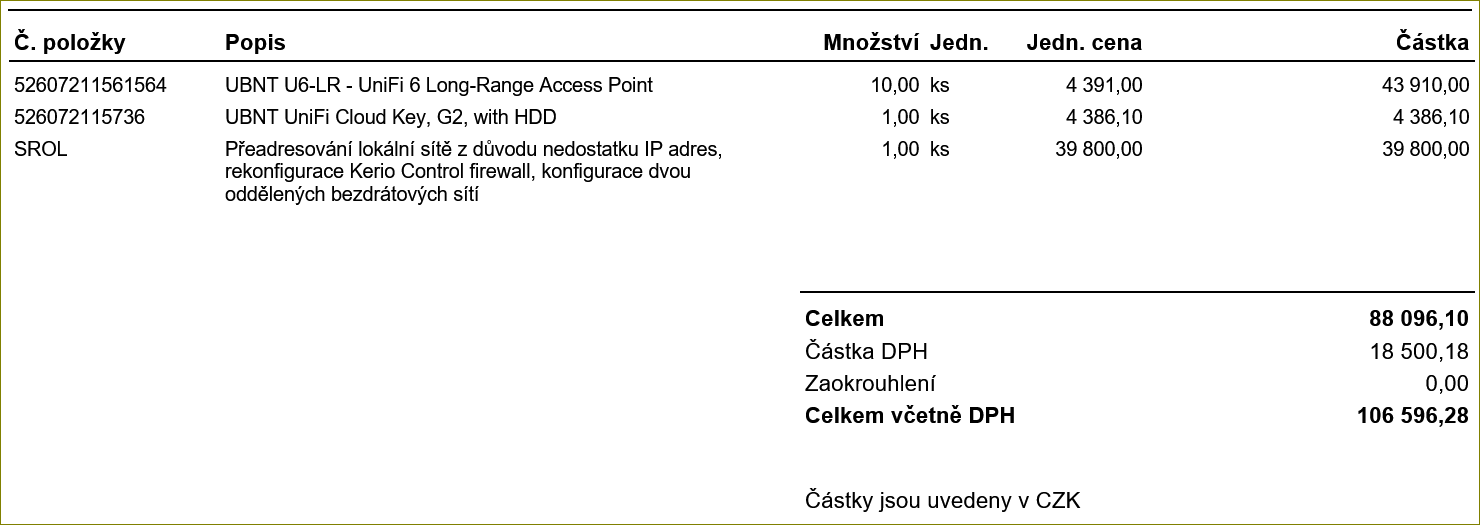 Č. položky Popis Množství Jedn. Jedn. cena Částka
52607211561564 UBNT U6-LR - UniFi 6 Long-Range Access Point 10,00 ks 4 391,00 43 910,00
526072115736 UBNT UniFi Cloud Key, G2, with HDD 1,00 ks 4 386,10 4 386,10
SROL Přeadresování lokální sítě z důvodu nedostatku IP adres, 1,00 ks 39 800,00 39 800,00
rekonfigurace Kerio Control firewall, konfigurace dvou
oddělených bezdrátových sítí
Celkem 88 096,10
Částka DPH 18 500,18
Zaokrouhlení 0,00
Celkem včetně DPH 106 596,28
Částky jsou uvedeny v CZK